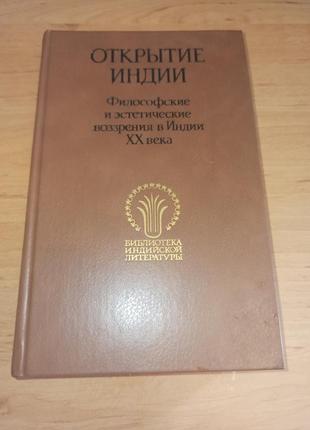 ОТКРЫТИЕ
ИНДИИ
Философские
и эстетические
воззрения в Индии
XX века
БИБЛИОТЕКА
ИНДИЙСКОЙ
ЛИТЕРАТУРЫ